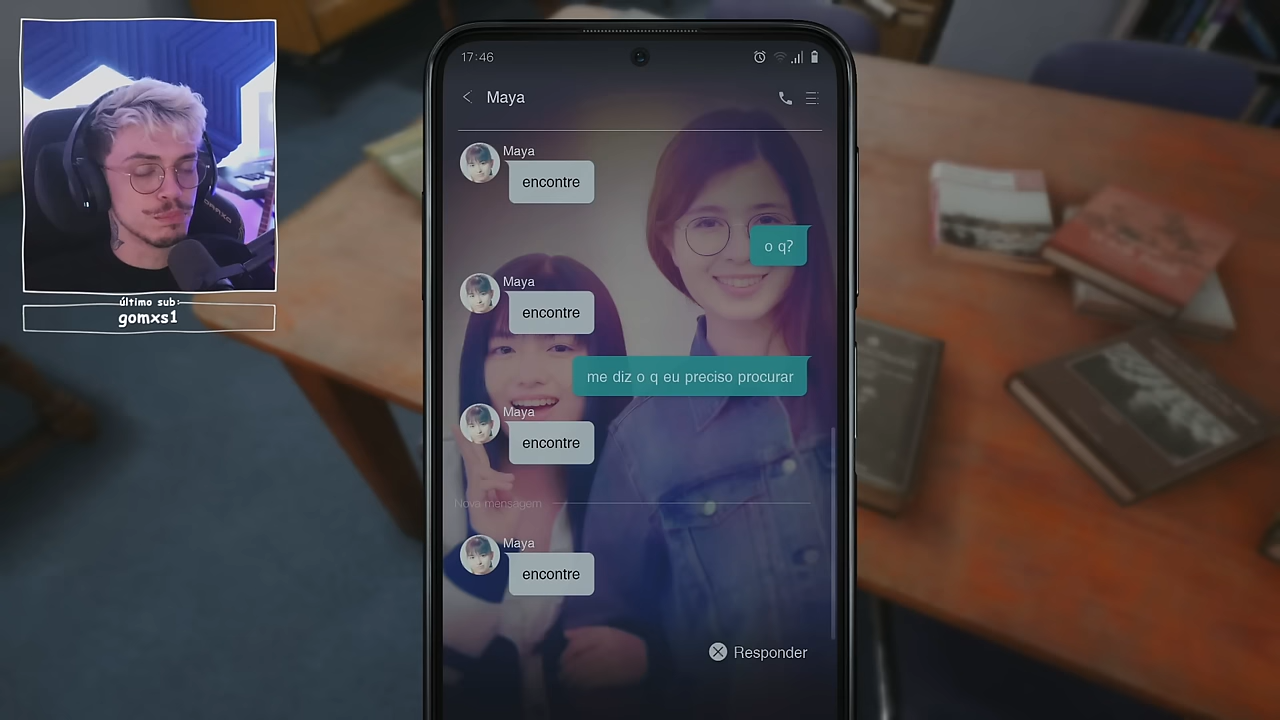 último sub:
gomxs1
17:46
Maya
Maya
encontre
o q?
Maya
encontre
me diz o q eu preciso procurar
Maya
encontre
Nova mensagem
Maya
encontre
Responder